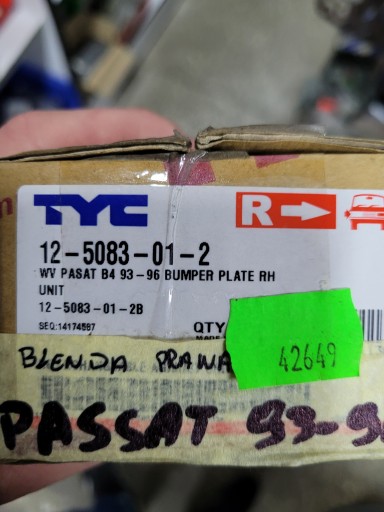 TYC R
12-5083-01-2
WV PASAT B4 93-96 BUMPER PLATE RH
UNIT
12-5083-01-2B
SEQ:14174587 QTY
42649
BLENDA PRAWA
PASSAT 93-9